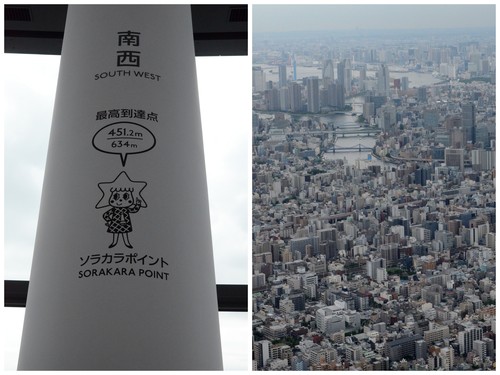 南
西
SOUTH WEST
最高到達点
451.2m
634m
ソラカラポイント
SORAKARA POINT